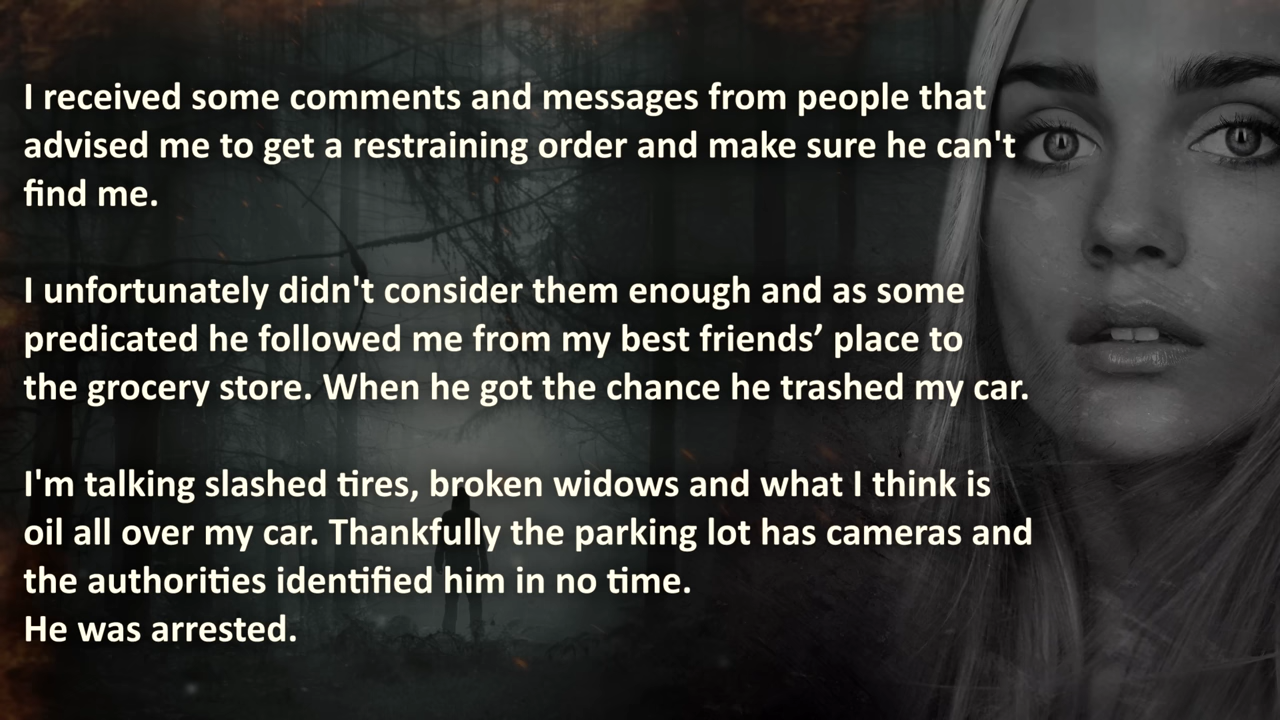 I received some comments and messages from people that
advised me to get a restraining order and make sure he can't
find me.
I unfortunately didn't consider them enough and as some
predicated he followed me from my best friends’ place to
the grocery store. When he got the chance he trashed my car.
I'm talking slashed tires, broken widows and what I think is
oil all over my car. Thankfully the parking lot has cameras and
the authorities identified him in no time.
He was arrested.